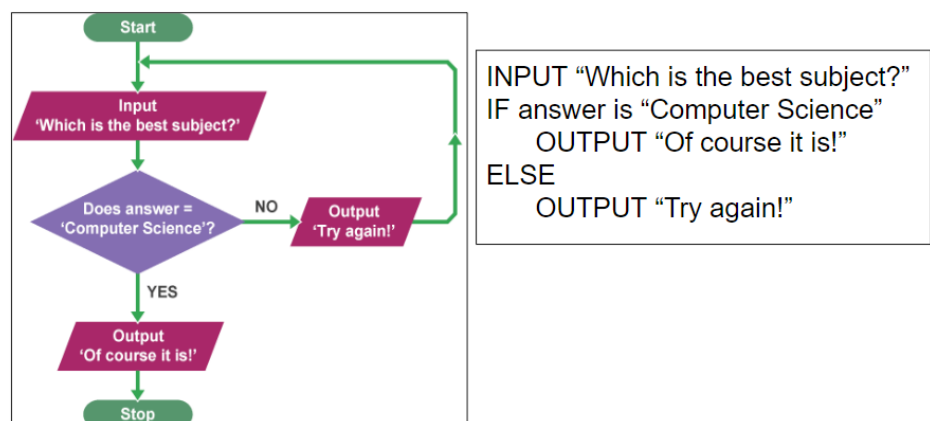 Start
Input
'Which is the best subject?'
Does answer =
'Computer Science'?
NO
Output
'Try again!'
YES
Output
'Of course it is!'
Stop
INPUT “Which is the best subject?”
IF answer is “Computer Science”
OUTPUT “Of course it is!”
ELSE
OUTPUT “Try again!”